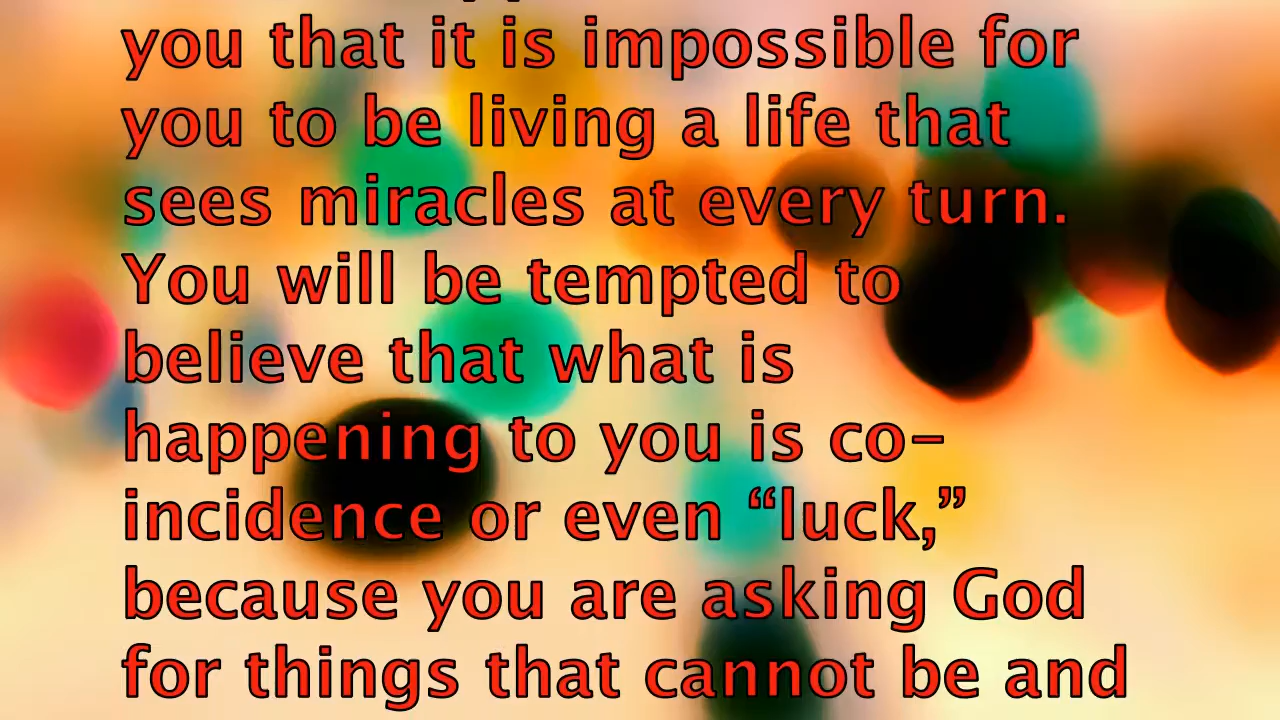 you that it is impossible for
you to be living a life that
sees miracles at every turn.
You will be tempted to
believe that what is
happening to you is co-
incidence or even “luck,”
because you are asking God
for things that cannot be and